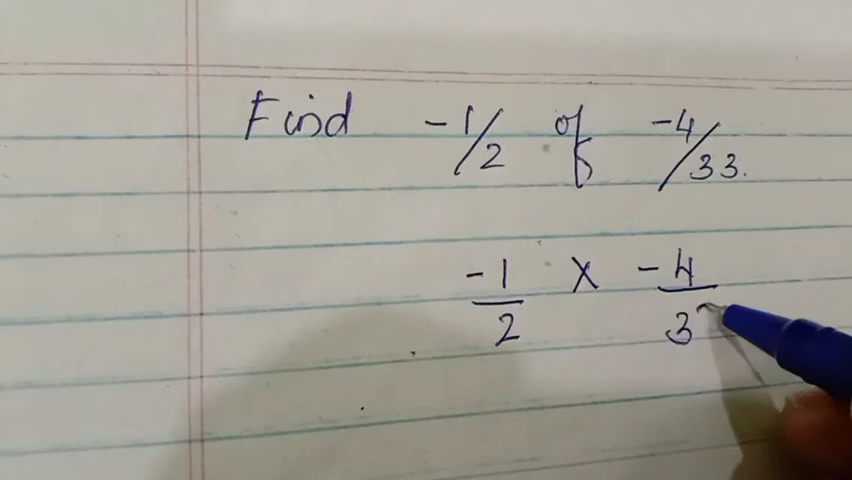 Find -1/2 of -4/33.
-1/2 X -4/3